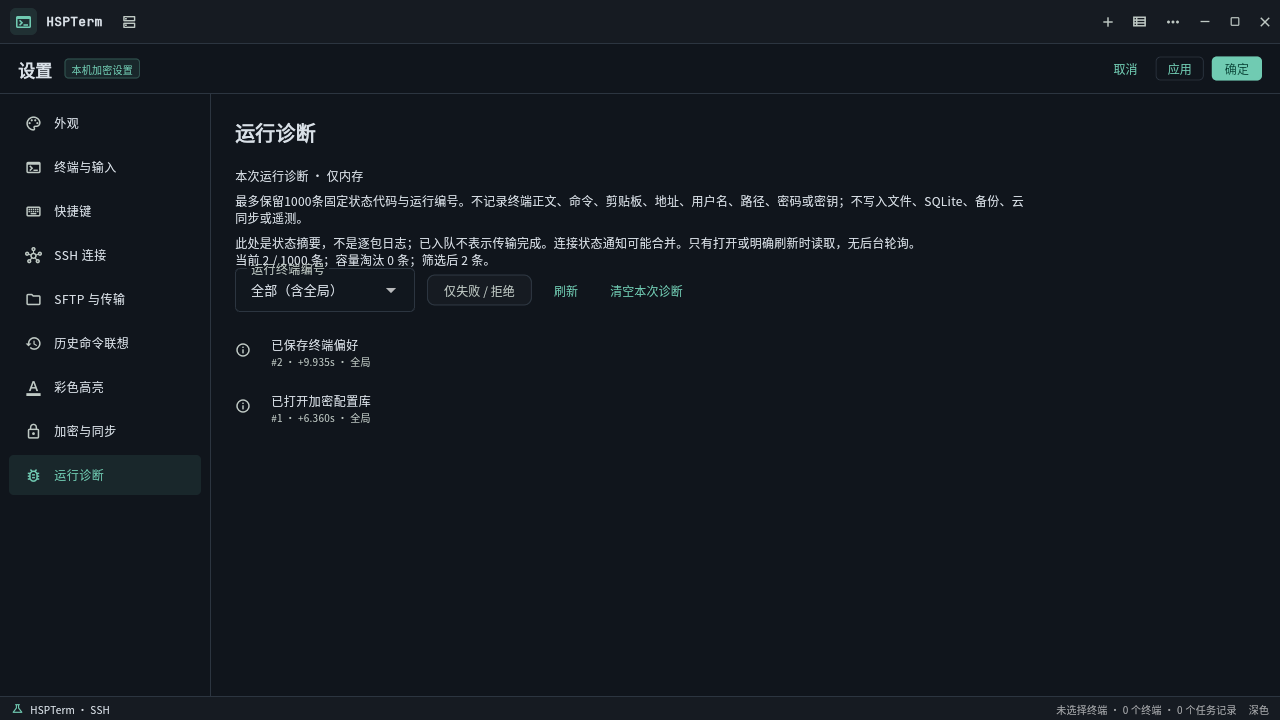 HSPTerm
设置
本机加密设置
取消
应用
确定
外观
终端与输入
快捷键
SSH 连接
SFTP 与传输
历史命令联想
彩色高亮
加密与同步
运行诊断
运行诊断
本次运行诊断 · 仅内存
最多保留1000条固定状态代码与运行编号。不记录终端正文、命令、剪贴板、地址、用户名、路径、密码或密钥；不写入文件、SQLite、备份、云
同步或遥测。
此处是状态摘要，不是逐包日志；已入队不表示传输完成。连接状态通知可能合并。只有打开或明确刷新时读取，无后台轮询。
当前 2 / 1000 条；容量淘汰 0 条；筛选后 2 条。
运行终端编号
全部（含全局）
仅失败 / 拒绝
刷新
清空本次诊断
已保存终端偏好
#2 · +9.935s · 全局
已打开加密配置库
#1 · +6.360s · 全局
HSPTerm · SSH
未选择终端 · 0 个终端 · 0 个任务记录
深色